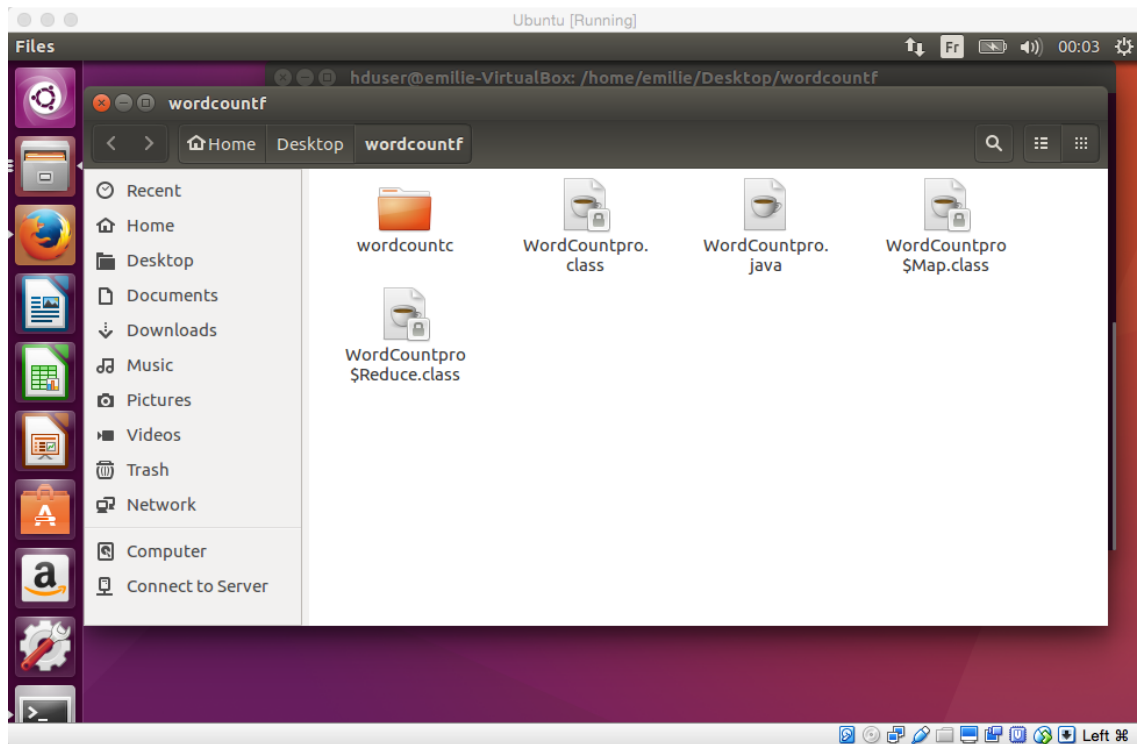 Ubuntu [Running]
Files
Fr
00:03
hduser@emilie-VirtualBox: /home/emilie/Desktop/wordcountf
wordcountf
Home Desktop wordcountf
Recent
Home
Desktop
Documents
Downloads
Music
Pictures
Videos
Trash
Network
Computer
Connect to Server
wordcountc
WordCountpro.
class
WordCountpro.
java
WordCountpro
$Map.class
WordCountpro
$Reduce.class
Left ⌘